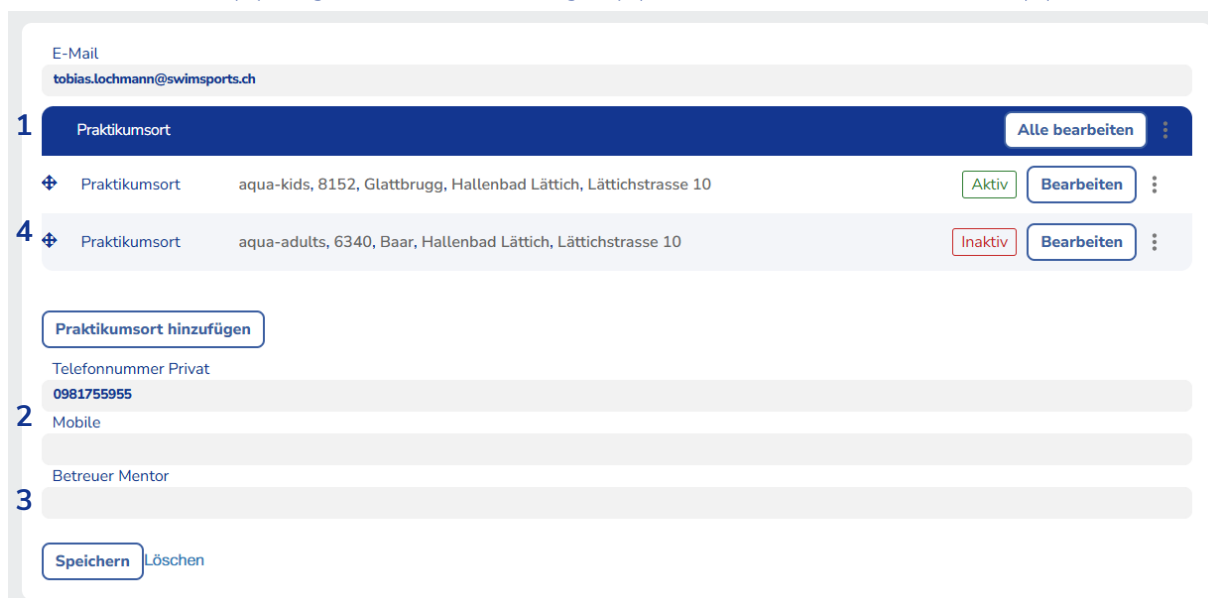 E-Mail
tobias.lochmann@swimsports.ch
1 Praktikumsort Alle bearbeiten
Praktikumsort aqua-kids, 8152, Glattbrugg, Hallenbad Lättich, Lättichstrasse 10 Aktiv Bearbeiten
4 Praktikumsort aqua-adults, 6340, Baar, Hallenbad Lättich, Lättichstrasse 10 Inaktiv Bearbeiten
Praktikumsort hinzufügen
Telefonnummer Privat
0981755955
2
Mobile
Betreuer Mentor
3
Speichern Löschen